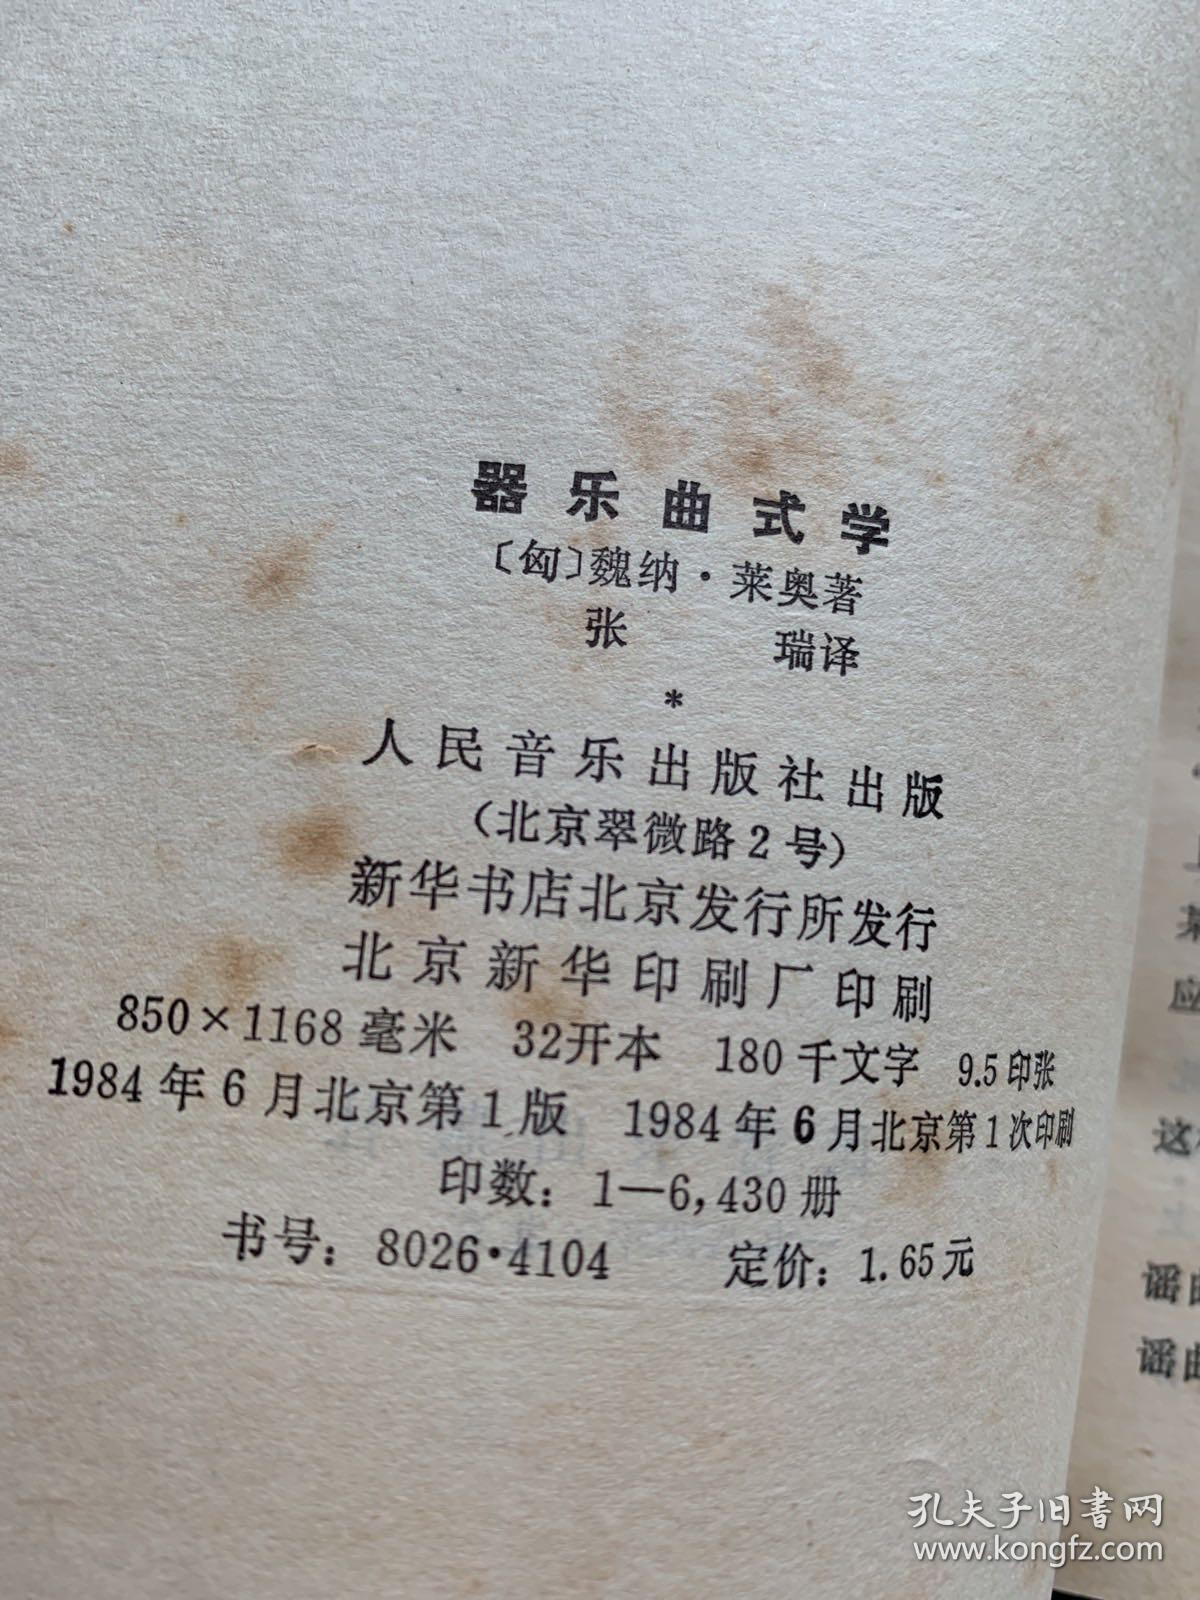 器乐曲式学
〔匈〕魏纳·莱奥著
张 瑞译
*
人民音乐出版社出版
(北京翠微路2号)
新华书店北京发行所发行
北京新华印刷厂印刷
850×1168毫米 32开本 180千文字 9.5印张
1984年6月北京第1版 1984年6月北京第1次印刷
印数：1—6,430册
书号：8026·4104 定价：1.65元
应
这
谣曲
谣曲
孔夫子旧书网
www.kongfz.com